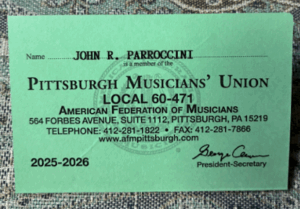 Name JOHN R. PARROCCINI
is a member of the
PITTSBURGH MUSICIANS' UNION
LOCAL 60-471
AMERICAN FEDERATION OF MUSICIANS
564 FORBES AVENUE, SUITE 1112, PITTSBURGH, PA 15219
TELEPHONE: 412-281-1822 • FAX: 412-281-7866
www.afmpittsburgh.com
2025-2026
President-Secretary